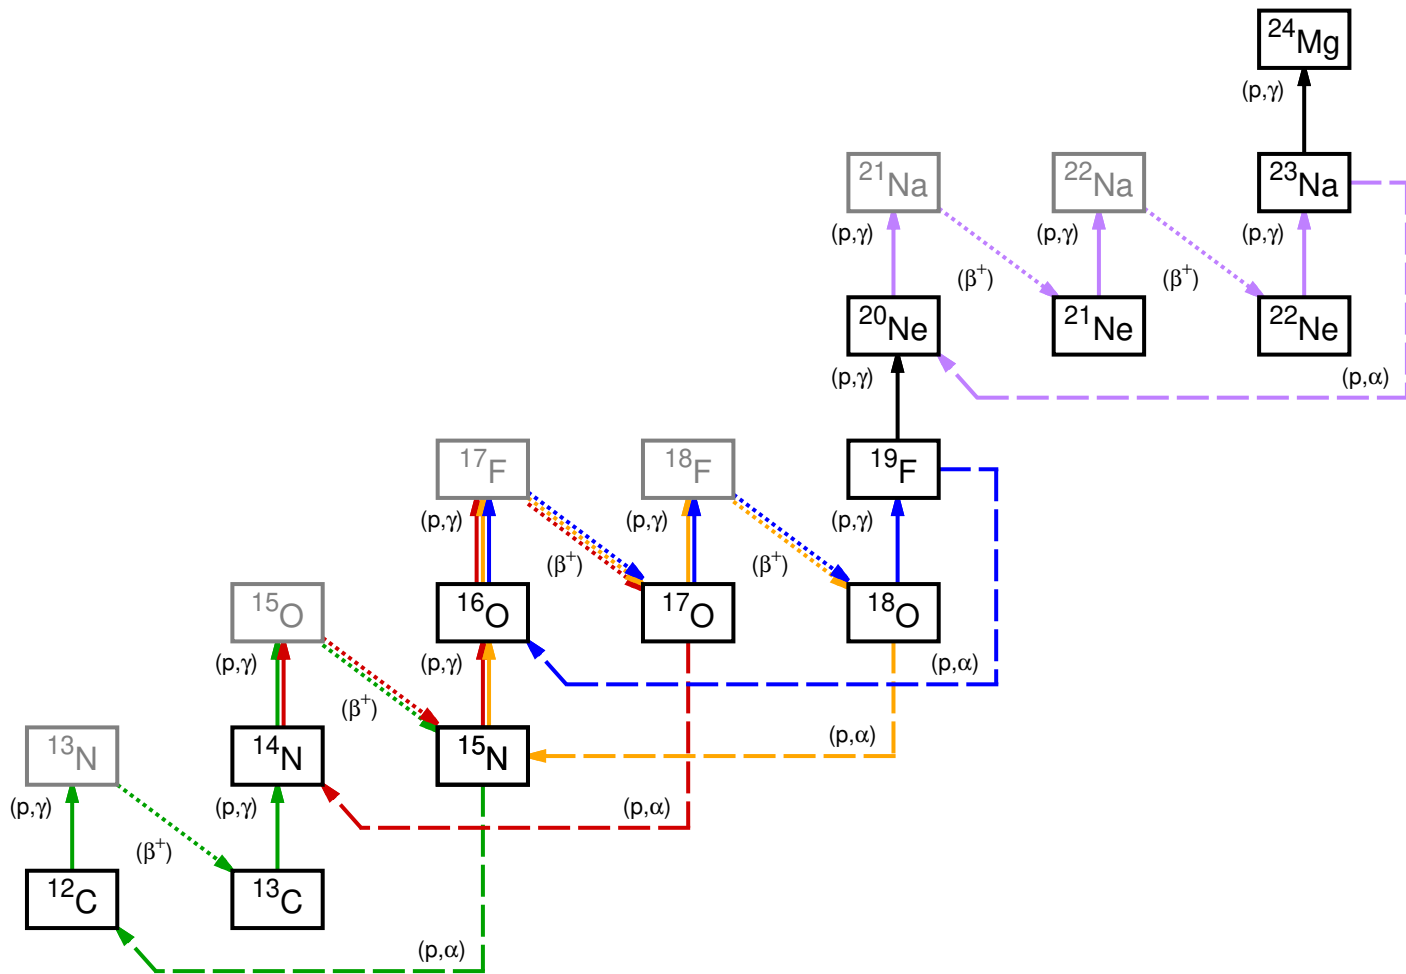 ²⁴Mg
(p,γ)
²¹Na
²²Na
²³Na
(p,γ)
(p,γ)
(p,γ)
(β⁺)
(β⁺)
²⁰Ne
²¹Ne
²²Ne
(p,γ)
(p,α)
¹⁷F
¹⁸F
¹⁹F
(p,γ)
(p,γ)
(p,γ)
(β⁺)
(β⁺)
¹⁵O
¹⁶O
¹⁷O
¹⁸O
(p,γ)
(p,γ)
(p,α)
(β⁺)
(p,α)
¹³N
¹⁴N
¹⁵N
(p,γ)
(p,γ)
(p,α)
(β⁺)
¹²C
¹³C
(p,α)